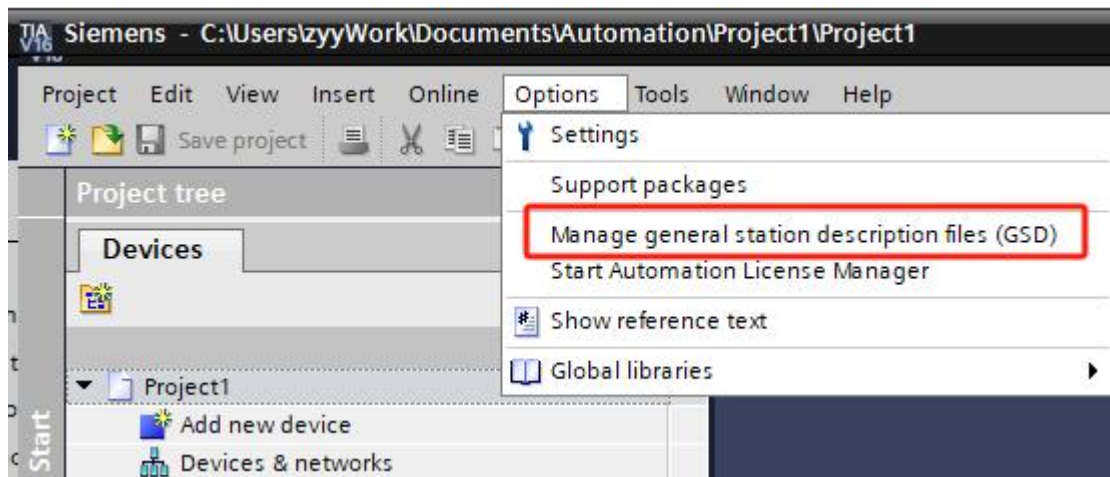 TIA V16 Siemens - C:\Users\zyyWork\Documents\Automation\Project1\Project1
Project Edit View Insert Online Options Tools Window Help
Save project
Settings
Support packages
Manage general station description files (GSD)
Start Automation License Manager
Show reference text
Global libraries
Project tree
Devices
Project1
Add new device
Devices & networks
Start